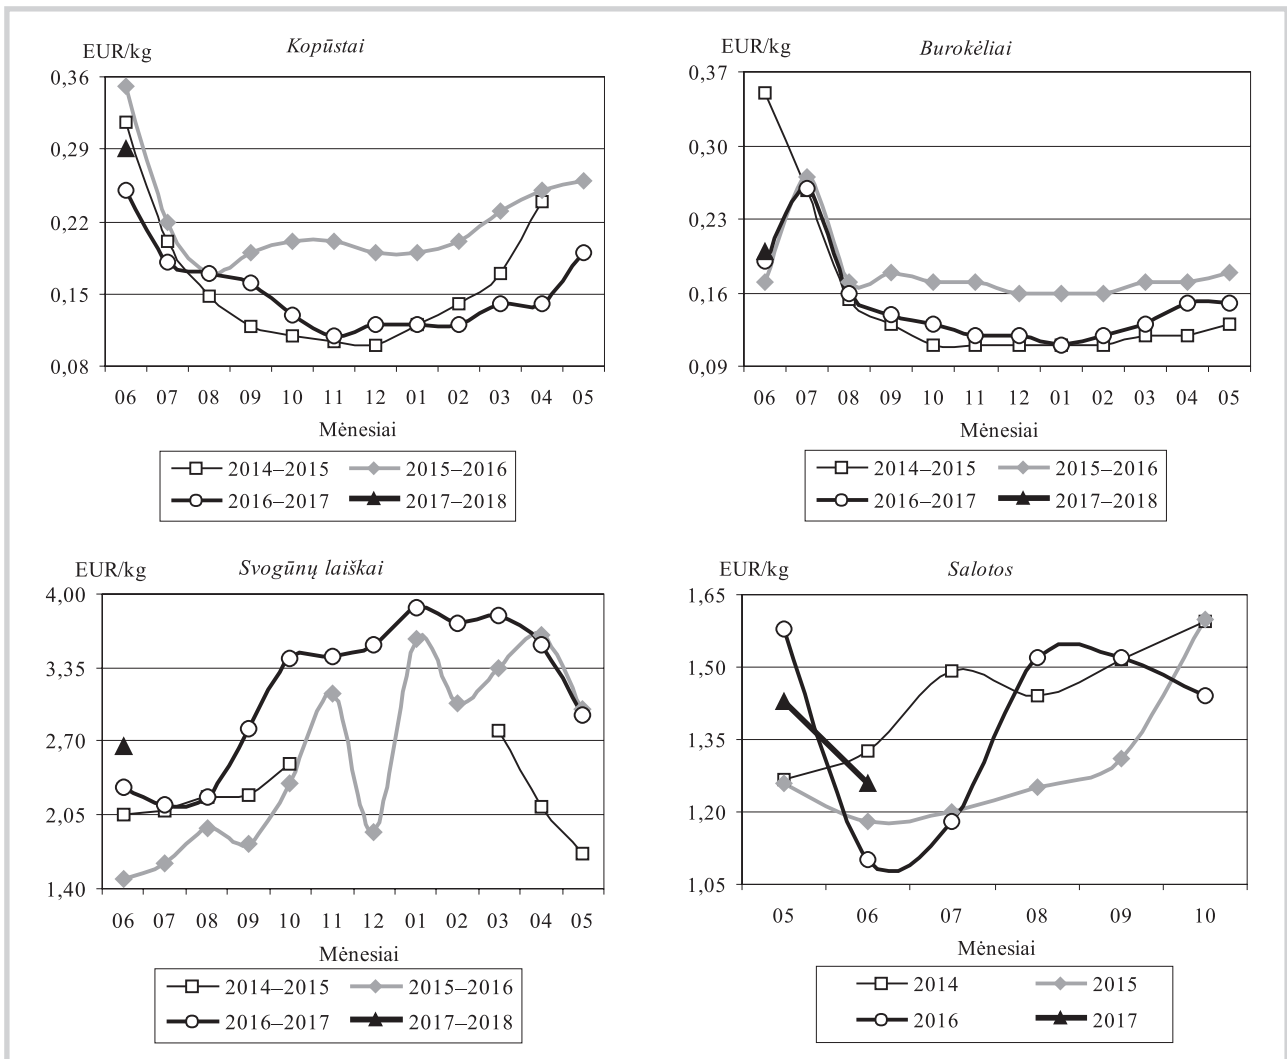 Kopūstai
EUR/kg
0,36
0,29
0,22
0,15
0,08
06 07 08 09 10 11 12 01 02 03 04 05
Mėnesiai
2014–2015 2015–2016
2016–2017 2017–2018
Burokėliai
EUR/kg
0,37
0,30
0,23
0,16
0,09
06 07 08 09 10 11 12 01 02 03 04 05
Mėnesiai
2014–2015 2015–2016
2016–2017 2017–2018
Svogūnų laiškai
EUR/kg
4,00
3,35
2,70
2,05
1,40
06 07 08 09 10 11 12 01 02 03 04 05
Mėnesiai
2014–2015 2015–2016
2016–2017 2017–2018
Salotos
EUR/kg
1,65
1,50
1,35
1,20
1,05
05 06 07 08 09 10
Mėnesiai
2014 2015
2016 2017